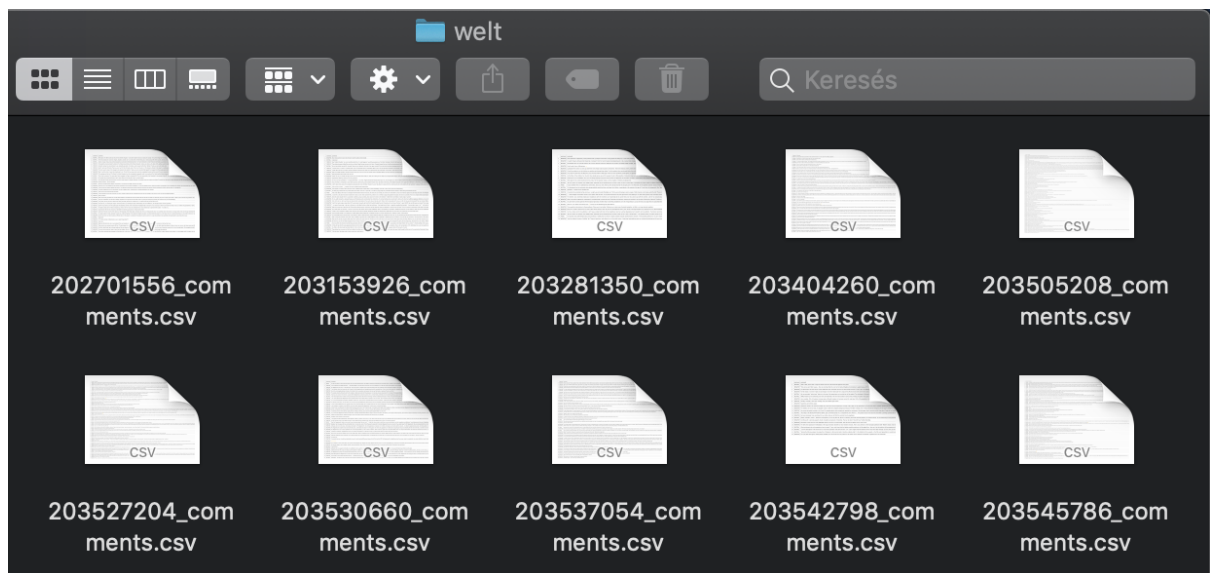 welt
Keresés
CSV CSV CSV CSV CSV
202701556_com 203153926_com 203281350_com 203404260_com 203505208_com
ments.csv ments.csv ments.csv ments.csv ments.csv
CSV CSV CSV CSV CSV
203527204_com 203530660_com 203537054_com 203542798_com 203545786_com
ments.csv ments.csv ments.csv ments.csv ments.csv